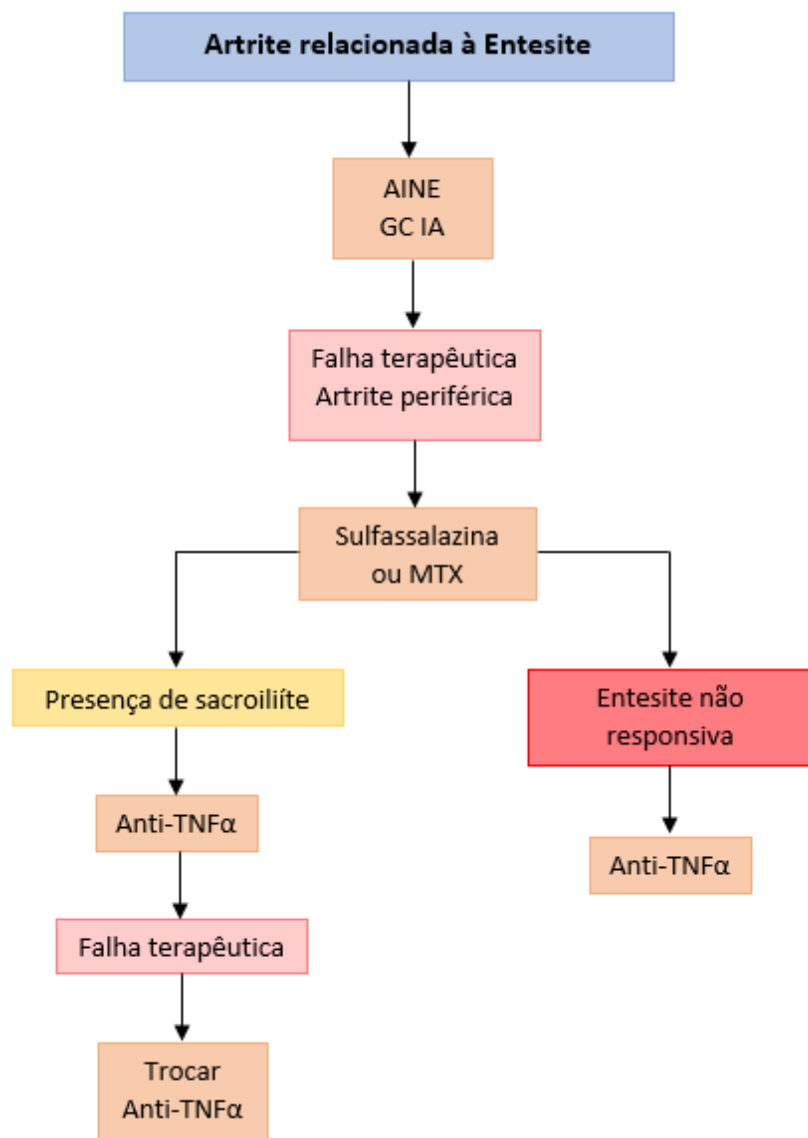 Artrite relacionada à Entesite
AINE
GC IA
Falha terapêutica
Artrite periférica
Sulfassalazina
ou MTX
Presença de sacroiliíte
Entesite não
responsiva
Anti-TNFα
Anti-TNFα
Falha terapêutica
Trocar
Anti-TNFα